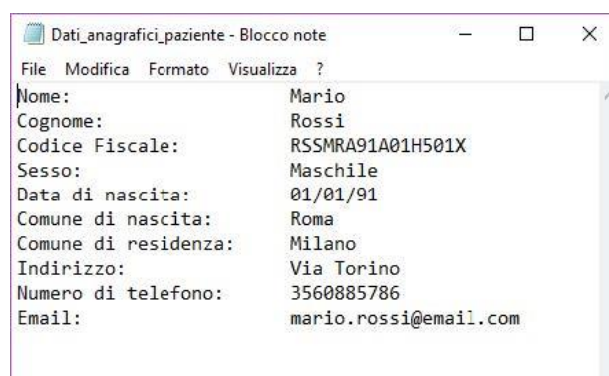 Dati_anagrafici_paziente - Blocco note
File Modifica Formato Visualizza ?
Nome: Mario
Cognome: Rossi
Codice Fiscale: RSSMRA91A01H501X
Sesso: Maschile
Data di nascita: 01/01/91
Comune di nascita: Roma
Comune di residenza: Milano
Indirizzo: Via Torino
Numero di telefono: 3560885786
Email: mario.rossi@email.com